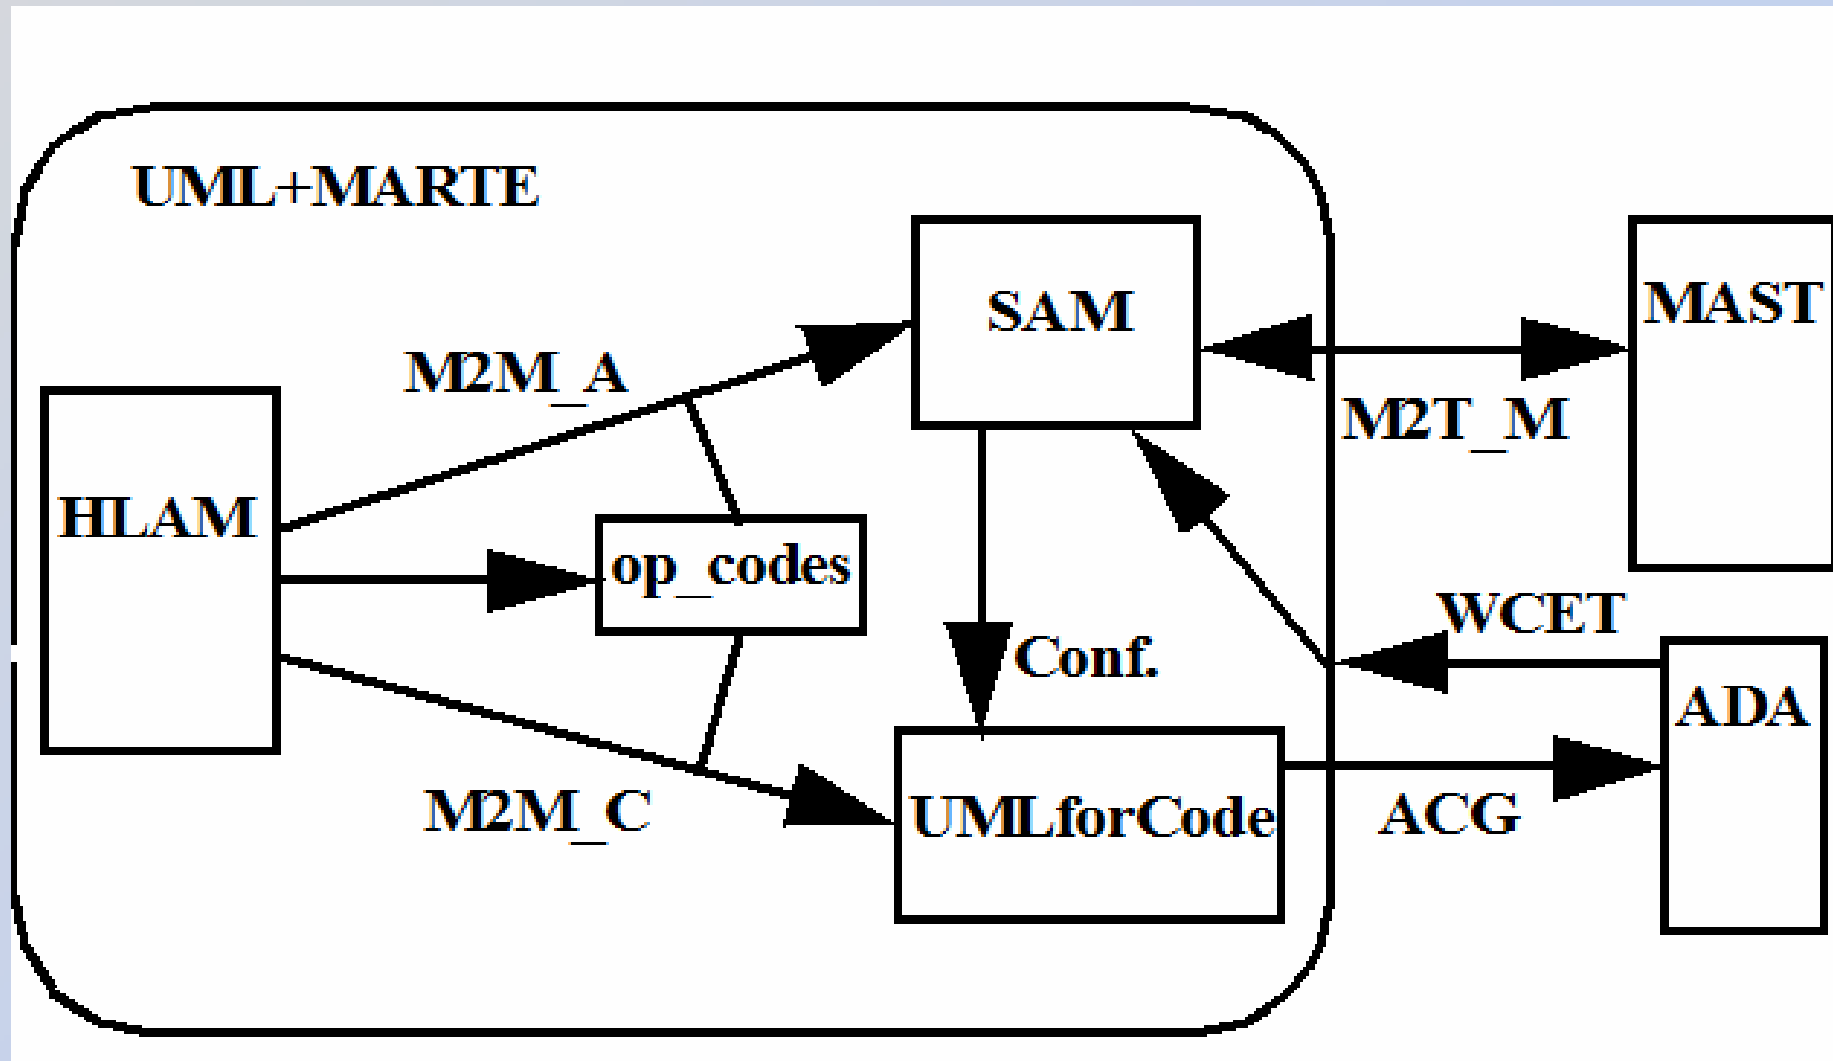 UML+MARTE
SAM
MAST
M2M_A
M2T_M
HLAM
op_codes
WCET
Conf.
ADA
M2M_C
UMLforCode
ACG